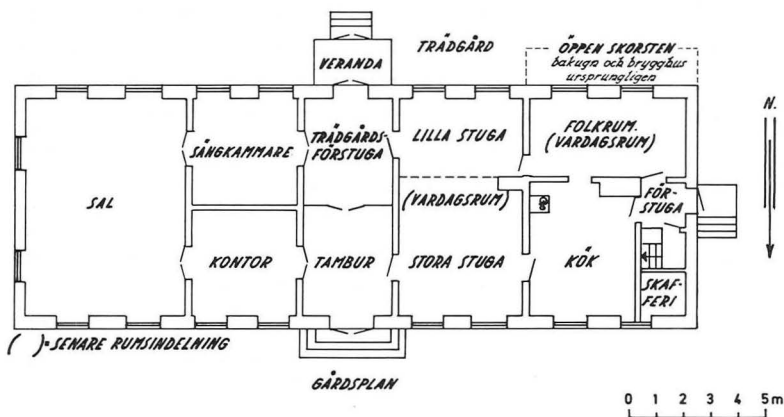 TRÄDGÅRD
ÖPPEN SKORSTEN
bakugn och brygghus
ursprungligen
VERANDA
N.
SÄNGKAMMARE
TRÄDGÅRDS-
FÖRSTUGA
LILLA STUGA
FOLKRUM.
(VARDAGSRUM)
SAL
(VARDAGSRUM)
FÖR-
STUGA
KONTOR
TAMBUR
STORA STUGA
KÖK
SKAF-
FERI
( )=SENARE RUMSINDELNING
GÅRDSPLAN
0 1 2 3 4 5m